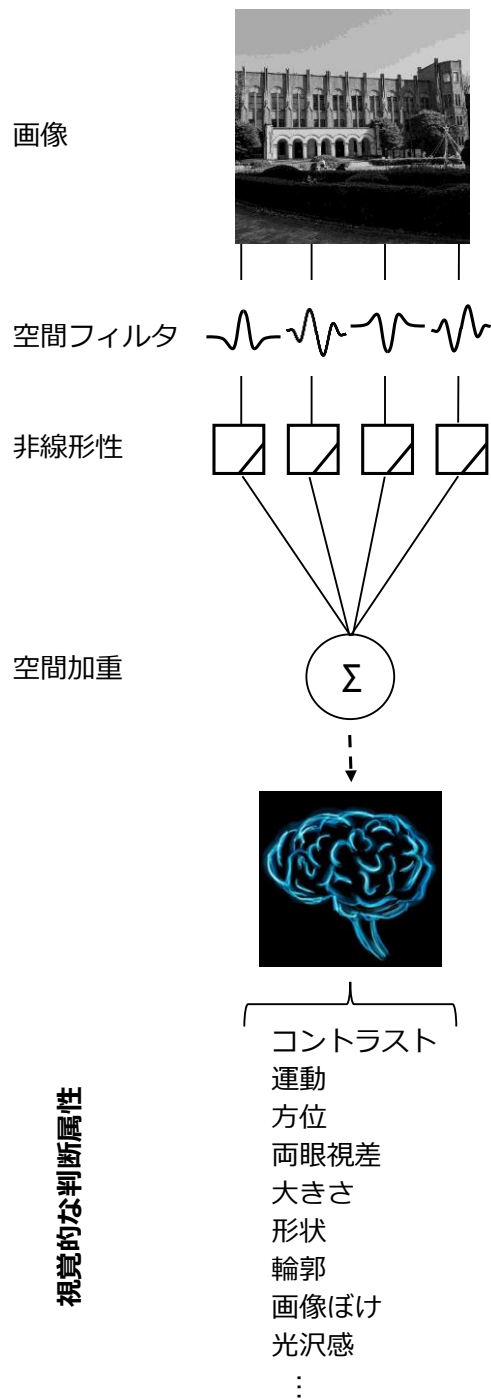 画像
空間フィルタ
非線形性
空間加重
Σ
視覚的な判断属性
コントラスト
運動
方位
両眼視差
大きさ
形状
輪郭
画像ぼけ
光沢感
⋮